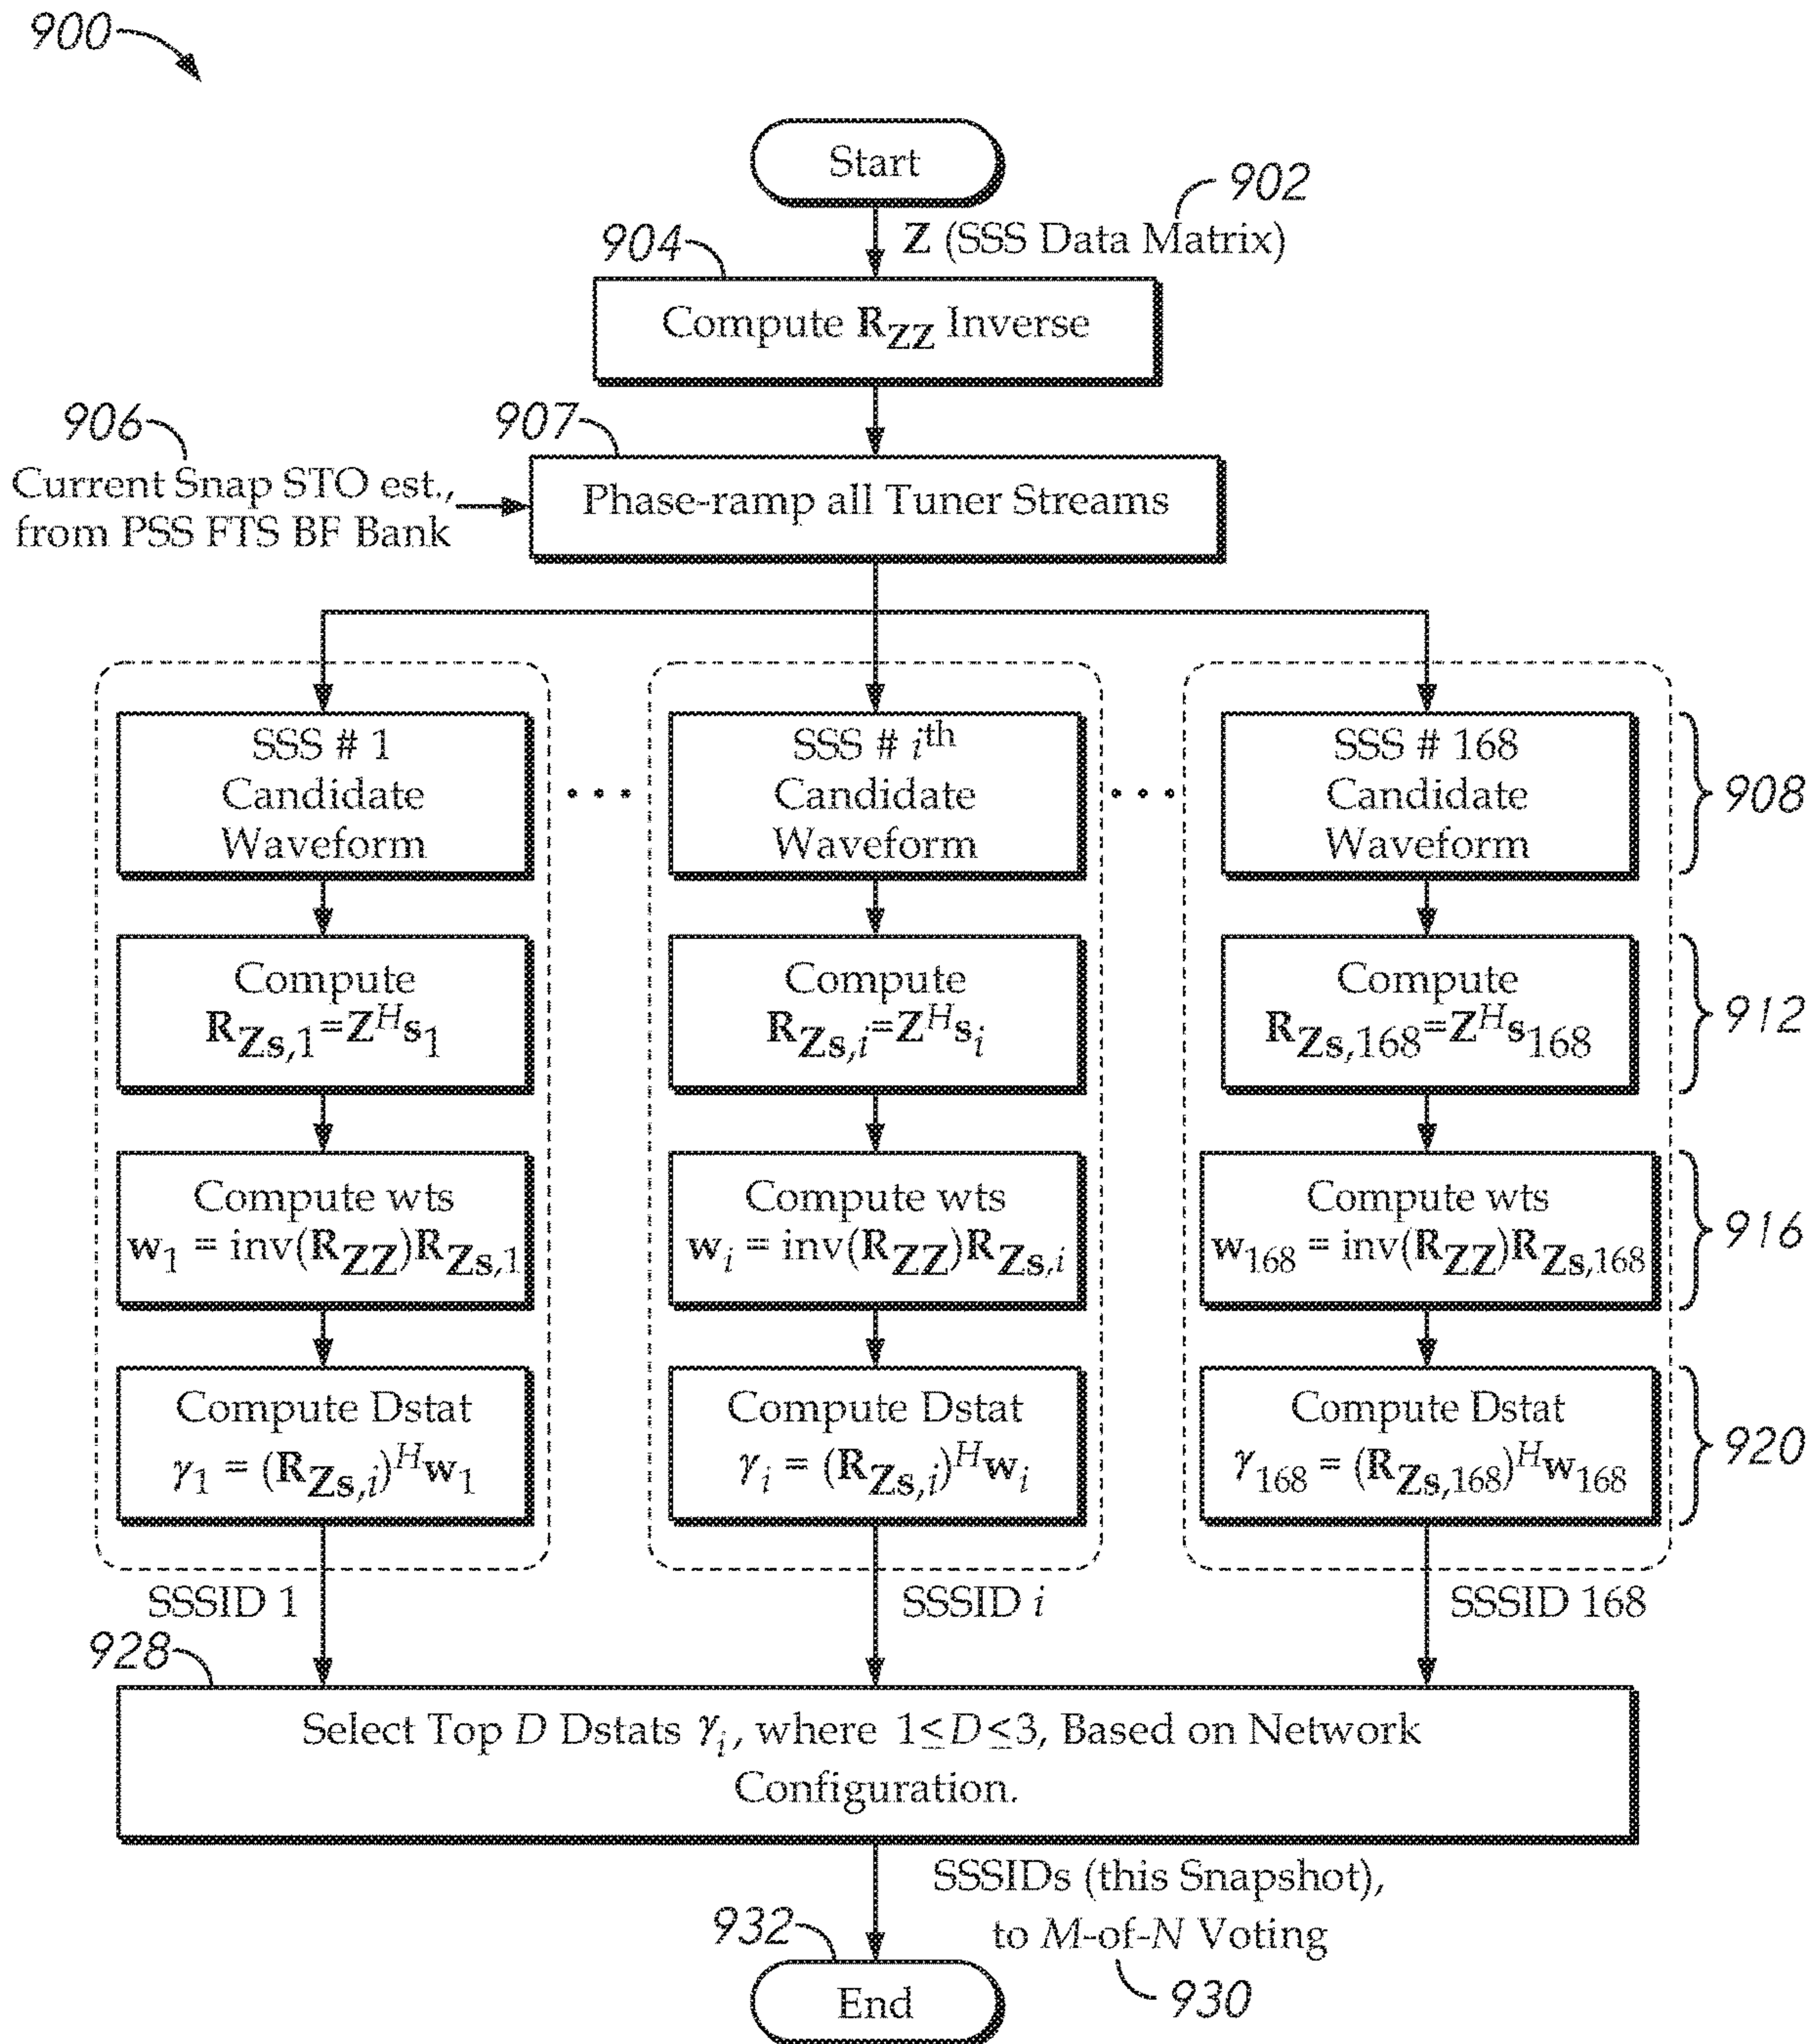 900
Start
902
Z (SSS Data Matrix)
904
Compute R_ZZ Inverse
906
Current Snap STO est.,
from PSS FTS BF Bank
907
Phase-ramp all Tuner Streams
SSS # 1
Candidate
Waveform
. . .
SSS # i^th
Candidate
Waveform
. . .
SSS # 168
Candidate
Waveform
908
Compute
R_Zs,1=Z^H s_1
Compute
R_Zs,i=Z^H s_i
Compute
R_Zs,168=Z^H s_168
912
Compute wts
w_1 = inv(R_ZZ)R_Zs,1
Compute wts
w_i = inv(R_ZZ)R_Zs,i
Compute wts
w_168 = inv(R_ZZ)R_Zs,168
916
Compute Dstat
γ_1 = (R_Zs,i)^H w_1
Compute Dstat
γ_i = (R_Zs,i)^H w_i
Compute Dstat
γ_168 = (R_Zs,168)^H w_168
920
SSSID 1
SSSID i
SSSID 168
928
Select Top D Dstats γ_i, where 1≤D≤3, Based on Network
Configuration.
SSSIDs (this Snapshot),
to M-of-N Voting
930
932
End